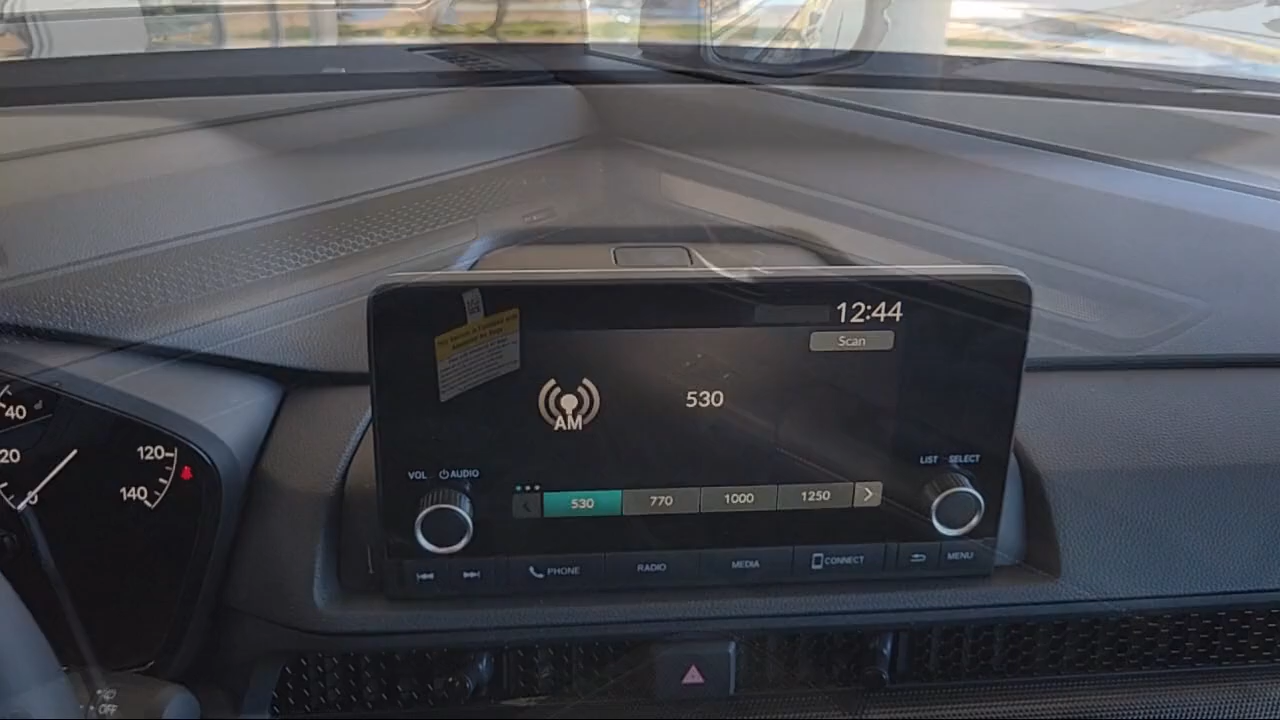 12:44
Scan
530
AM
40
20
120
140
0
VOL AUDIO
LIST SELECT
530 770 1000 1250
PHONE RADIO MEDIA CONNECT MENU
OFF